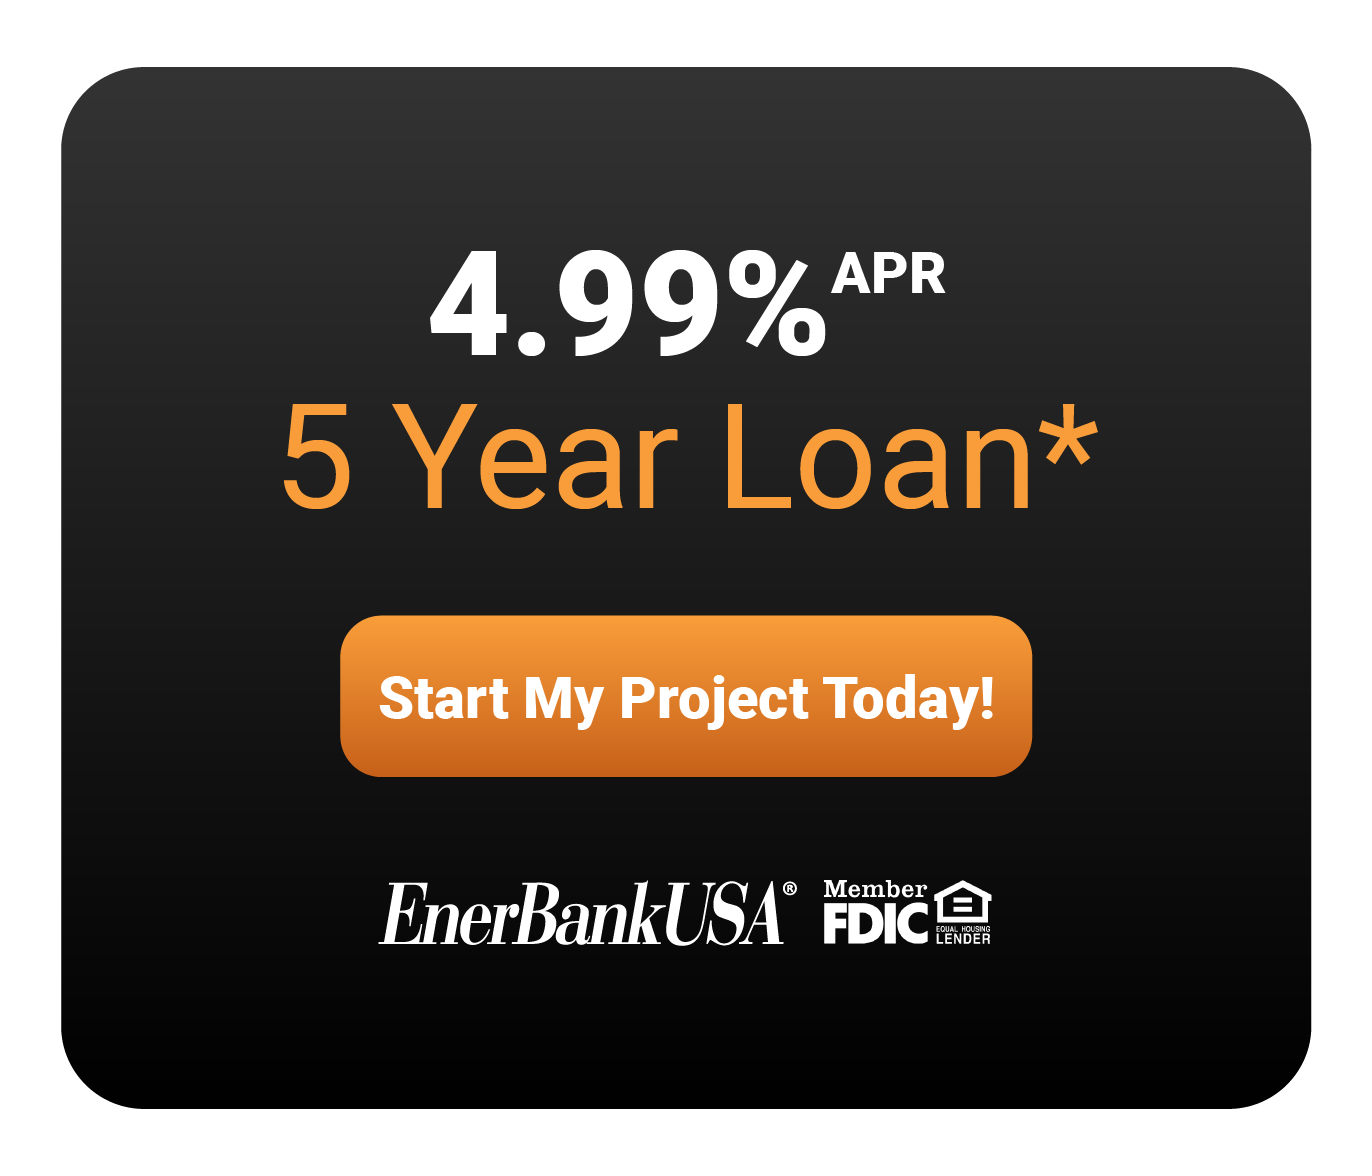 4.99% APR
5 Year Loan*
Start My Project Today!
EnerBankUSA® Member
FDIC
EQUAL HOUSING
LENDER